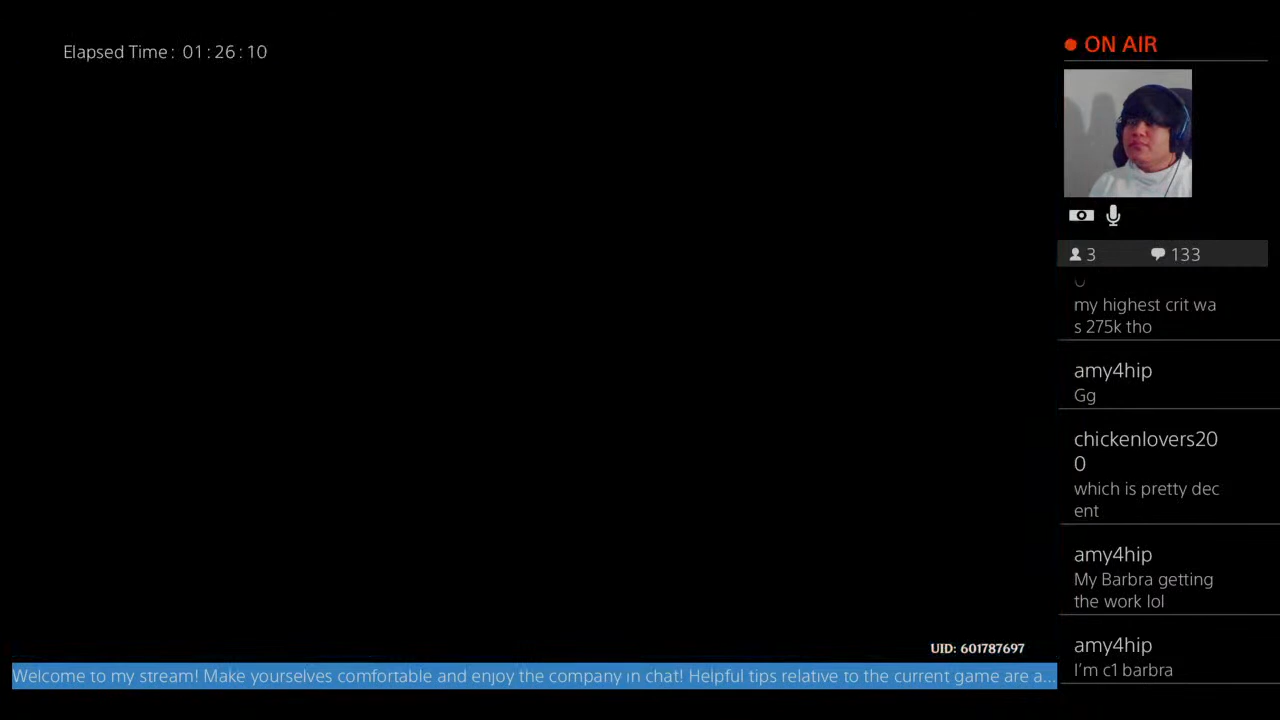 Elapsed Time: 01:26:10
ON AIR
3 133
my highest crit wa
s 275k tho
amy4hip
Gg
chickenlovers20
0
which is pretty dec
ent
amy4hip
My Barbra getting
the work lol
amy4hip
I'm c1 barbra
UID: 601787697
Welcome to my stream! Make yourselves comfortable and enjoy the company in chat! Helpful tips relative to the current game are a...